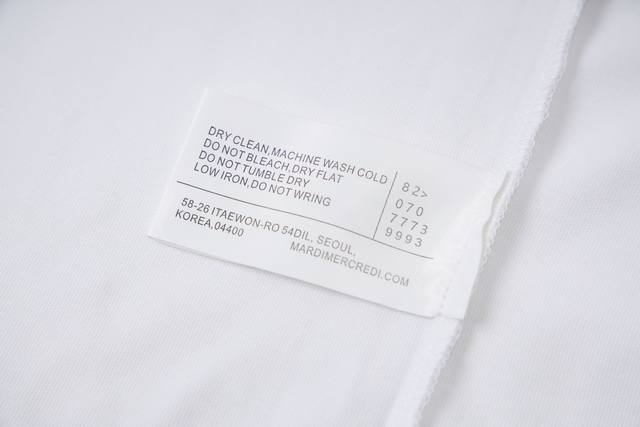 DRY CLEAN,MACHINE WASH COLD
DO NOT BLEACH,DRY FLAT
DO NOT TUMBLE DRY
LOW IRON,DO NOT WRING
82>
070
7773
9993
58-26 ITAEWON-RO 54DIL, SEOUL,
KOREA,04400
MARDIMERCREDI.COM